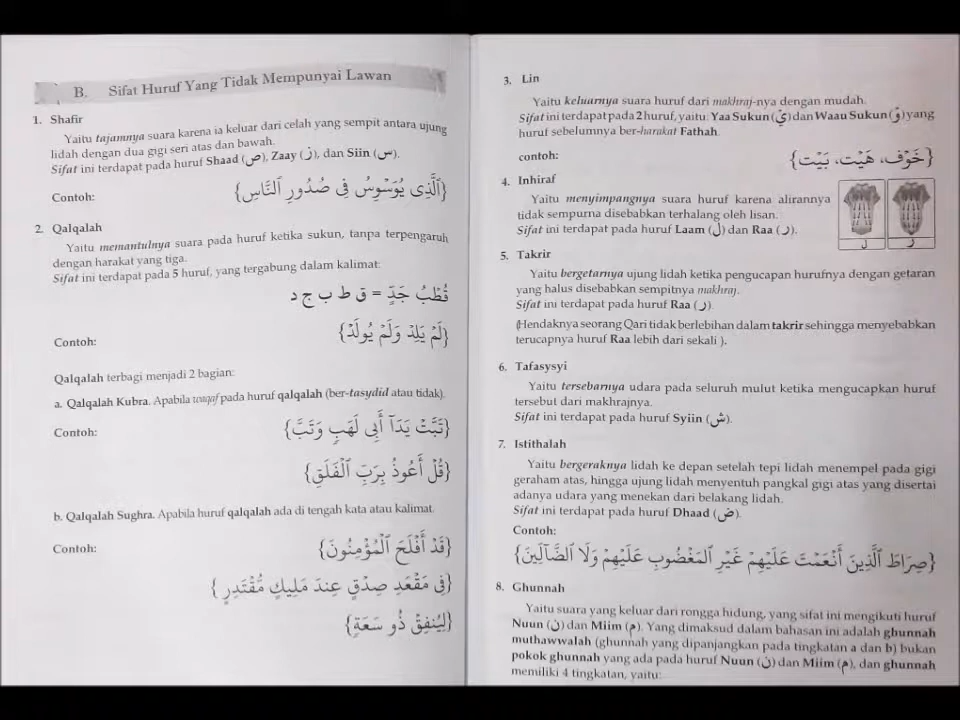 B. Sifat Huruf Yang Tidak Mempunyai Lawan
1. Shafir
Yaitu tajamnya suara karena ia keluar dari celah yang sempit antara ujung
lidah dengan dua gigi seri atas dan bawah.
Sifat ini terdapat pada huruf Shaad (ص), Zaay (ز), dan Siin (س).
Contoh: {ٱلَّذِى يُوَسْوِسُ فِى صُدُورِ ٱلنَّاسِ}
2. Qalqalah
Yaitu memantulnya suara pada huruf ketika sukun, tanpa terpengaruh
dengan harakat yang tiga.
Sifat ini terdapat pada 5 huruf, yang tergabung dalam kalimat:
قُطْبُ جَدٍّ = ق ط ب ج د
Contoh: {لَمْ يَلِدْ وَلَمْ يُولَدْ}
Qalqalah terbagi menjadi 2 bagian:
a. Qalqalah Kubra. Apabila waqaf pada huruf qalqalah (ber-tasydid atau tidak).
Contoh: {تَبَّتْ يَدَآ أَبِى لَهَبٍ وَتَبَّ}
{قُلْ أَعُوذُ بِرَبِّ ٱلْفَلَقِ}
b. Qalqalah Sughra. Apabila huruf qalqalah ada di tengah kata atau kalimat.
Contoh: {قَدْ أَفْلَحَ ٱلْمُؤْمِنُونَ}
{فِى مَقْعَدِ صِدْقٍ عِندَ مَلِيكٍ مُّقْتَدِرٍ}
{لِيُنفِقْ ذُو سَعَةٍ}
3. Lin
Yaitu keluarnya suara huruf dari makhraj-nya dengan mudah.
Sifat ini terdapat pada 2 huruf, yaitu: Yaa Sukun (يْ) dan Waau Sukun (وْ) yang
huruf sebelumnya ber-harakat Fathah.
contoh: {خَوْف، هَيْت، بَيْت}
4. Inhiraf
Yaitu menyimpangnya suara huruf karena alirannya
tidak sempurna disebabkan terhalang oleh lisan.
Sifat ini terdapat pada huruf Laam (ل) dan Raa (ر).
ل ر
5. Takrir
Yaitu bergetarnya ujung lidah ketika pengucapan hurufnya dengan getaran
yang halus disebabkan sempitnya makhraj.
Sifat ini terdapat pada huruf Raa (ر).
(Hendaknya seorang Qari tidak berlebihan dalam takrir sehingga menyebabkan
terucapnya huruf Raa lebih dari sekali ).
6. Tafasysyi
Yaitu tersebarnya udara pada seluruh mulut ketika mengucapkan huruf
tersebut dari makhrajnya.
Sifat ini terdapat pada huruf Syiin (ش).
7. Istithalah
Yaitu bergeraknya lidah ke depan setelah tepi lidah menempel pada gigi
geraham atas, hingga ujung lidah menyentuh pangkal gigi atas yang disertai
adanya udara yang menekan dari belakang lidah.
Sifat ini terdapat pada huruf Dhaad (ض).
Contoh:
{صِرَاطَ ٱلَّذِينَ أَنْعَمْتَ عَلَيْهِمْ غَيْرِ ٱلْمَغْضُوبِ عَلَيْهِمْ وَلَا ٱلضَّآلِّينَ}
8. Ghunnah
Yaitu suara yang keluar dari rongga hidung, yang sifat ini mengikuti huruf
Nuun (ن) dan Miim (م). Yang dimaksud dalam bahasan ini adalah ghunnah
muthawwalah (ghunnah yang dipanjangkan pada tingkatan a dan b) bukan
pokok ghunnah yang ada pada huruf Nuun (ن) dan Miim (م), dan ghunnah
memiliki 4 tingkatan, yaitu: